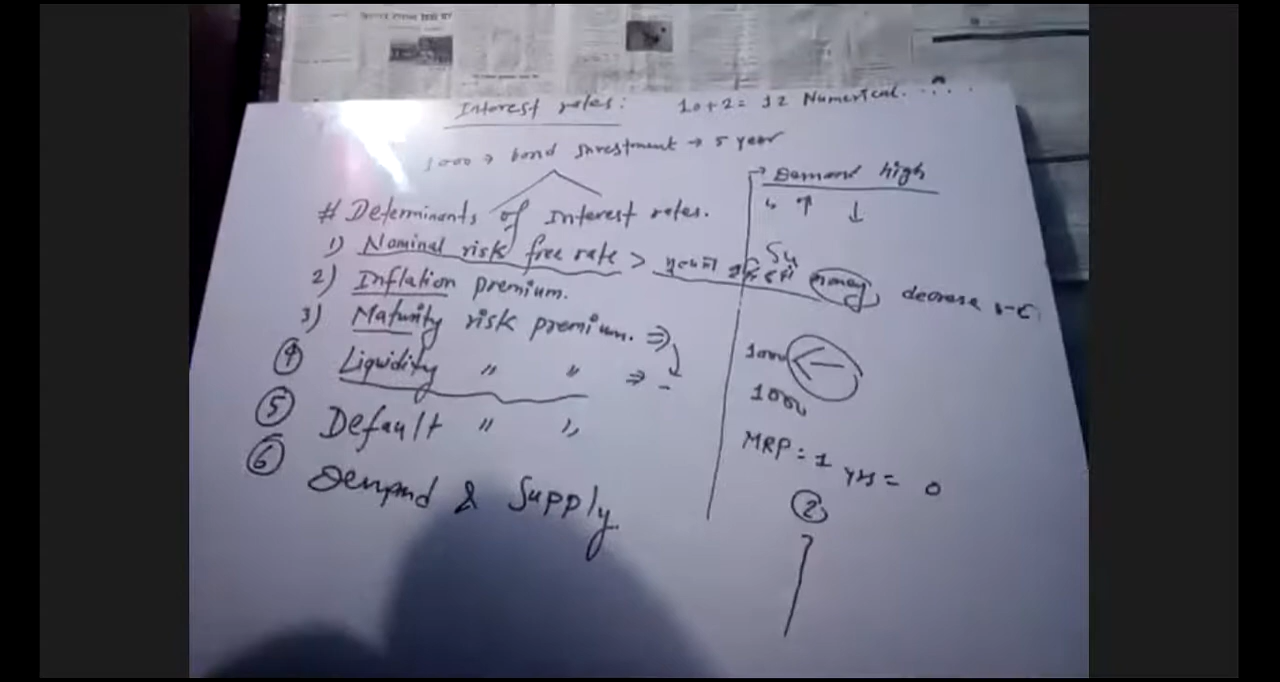 Interest rates: 10+2= 12 Numerical. . . . .
1000 → bond Investment → 5 year
# Determinants of Interest rates.
1) Nominal risk free rate >
2) Inflation premium.
3) Maturity risk premium. ⇒
④ Liquidity " " ⇒ -
⑤ Default " "
⑥ Demand & Supply
→ Demand high
↳ ↑ ↓
Su
money decrease
1000 ←
1000
MRP = 1 yrs = 0
②